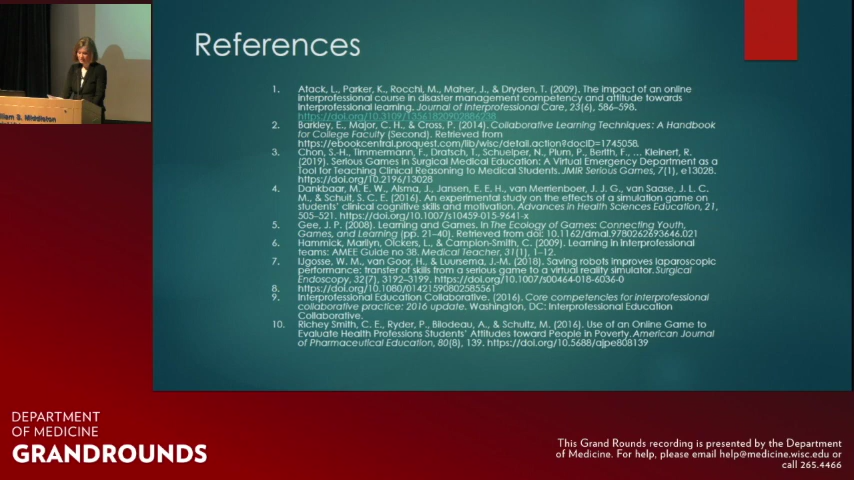 References
1. Atack, L., Parker, K., Rocchi, M., Maher, J., & Dryden, T. (2009). The impact of an online
interprofessional course in disaster management competency and attitude towards
interprofessional learning. Journal of Interprofessional Care, 23(6), 586–598.
https://doi.org/10.3109/13561820902886238
2. Barkley, E., Major, C. H., & Cross, P. (2014). Collaborative Learning Techniques: A Handbook
for College Faculty (Second). Retrieved from
https://ebookcentral.proquest.com/lib/wisc/detail.action?docID=1745058.
3. Chon, S.-H., Timmermann, F., Dratsch, T., Schuelper, N., Plum, P., Berlth, F., ... Kleinert, R.
(2019). Serious Games in Surgical Medical Education: A Virtual Emergency Department as a
Tool for Teaching Clinical Reasoning to Medical Students. JMIR Serious Games, 7(1), e13028.
https://doi.org/10.2196/13028
4. Dankbaar, M. E. W., Alsma, J., Jansen, E. E. H., van Merrienboer, J. J. G., van Saase, J. L. C.
M., & Schuit, S. C. E. (2016). An experimental study on the effects of a simulation game on
students' clinical cognitive skills and motivation. Advances in Health Sciences Education, 21,
505–521. https://doi.org/10.1007/s10459-015-9641-x
5. Gee, J. P. (2008). Learning and Games. In The Ecology of Games: Connecting Youth,
Games, and Learning (pp. 21–40). Retrieved from doi: 10.1162/dmal.9780262693646.021
6. Hammick, Marilyn, Olckers, L., & Campion-Smith, C. (2009). Learning in interprofessional
teams: AMEE Guide no 38. Medical Teacher, 31(1), 1–12.
7. IJgosse, W. M., van Goor, H., & Luursema, J.-M. (2018). Saving robots improves laparoscopic
performance: transfer of skills from a serious game to a virtual reality simulator. Surgical
Endoscopy, 32(7), 3192–3199. https://doi.org/10.1007/s00464-018-6036-0
8. https://doi.org/10.1080/01421590802585561
9. Interprofessional Education Collaborative. (2016). Core competencies for interprofessional
collaborative practice: 2016 update. Washington, DC: Interprofessional Education
Collaborative.
10. Richey Smith, C. E., Ryder, P., Bilodeau, A., & Schultz, M. (2016). Use of an Online Game to
Evaluate Health Professions Students' Attitudes toward People in Poverty. American Journal
of Pharmaceutical Education, 80(8), 139. https://doi.org/10.5688/ajpe808139
William S. Middleton
DEPARTMENT
OF MEDICINE
GRANDROUNDS
This Grand Rounds recording is presented by the Department
of Medicine. For help, please email help@medicine.wisc.edu or
call 265.4466